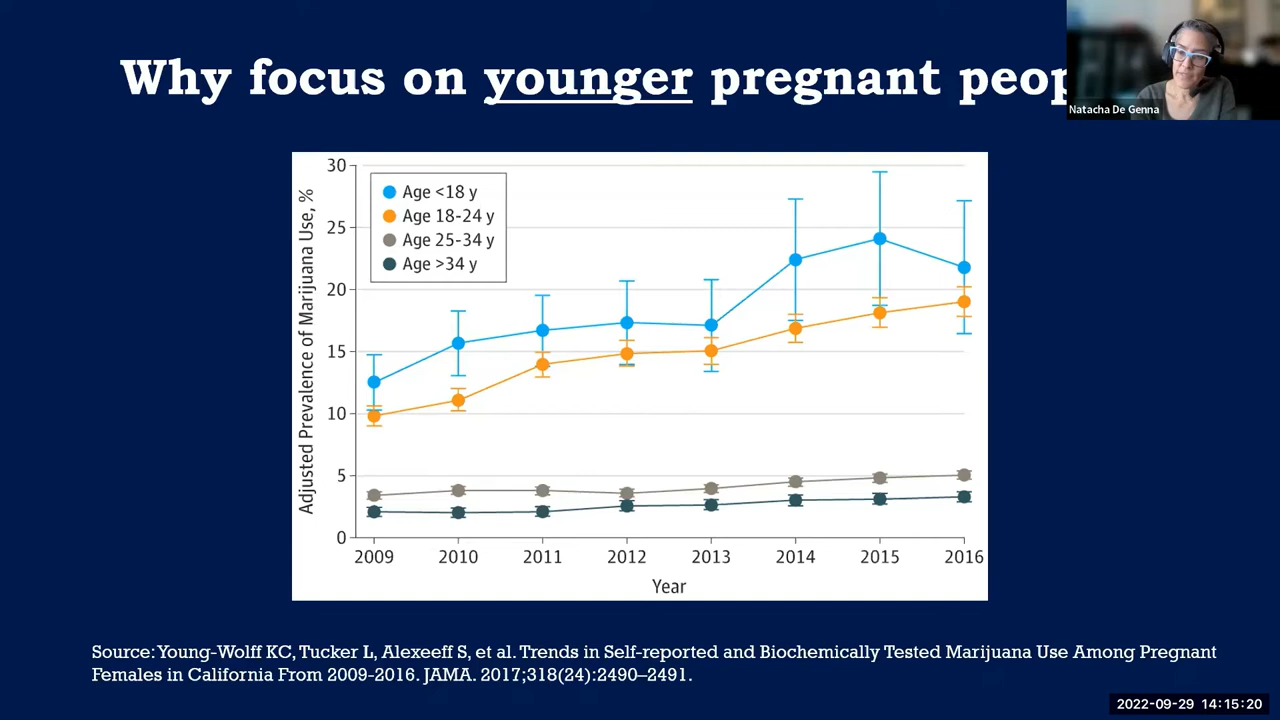 Why focus on younger pregnant
Natacha De Genna
30
25
20
15
10
5
0
Adjusted Prevalence of Marijuana Use, %
Age <18 y
Age 18-24 y
Age 25-34 y
Age >34 y
2009 2010 2011 2012 2013 2014 2015 2016
Year
Source: Young-Wolff KC, Tucker L, Alexeeff S, et al. Trends in Self-reported and Biochemically Tested Marijuana Use Among Pregnant
Females in California From 2009-2016. JAMA. 2017;318(24):2490–2491.
2022-09-29 14:15:20